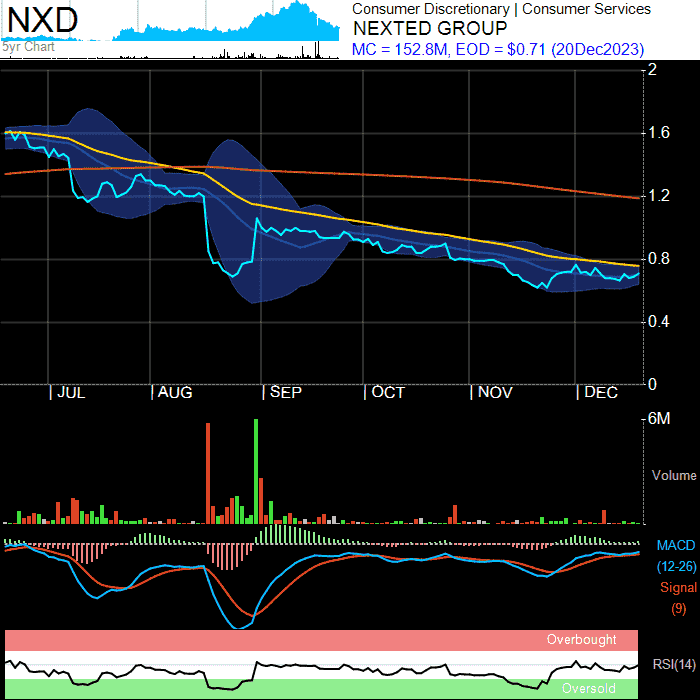 NXD
5yr Chart
Consumer Discretionary | Consumer Services
NEXTED GROUP
MC = 152.8M, EOD = $0.71 (20Dec2023)
2
1.6
1.2
0.8
0.4
0
| JUL | AUG | SEP | OCT | NOV | DEC
6M
Volume
MACD
(12-26)
Signal
(9)
Overbought
RSI(14)
Oversold